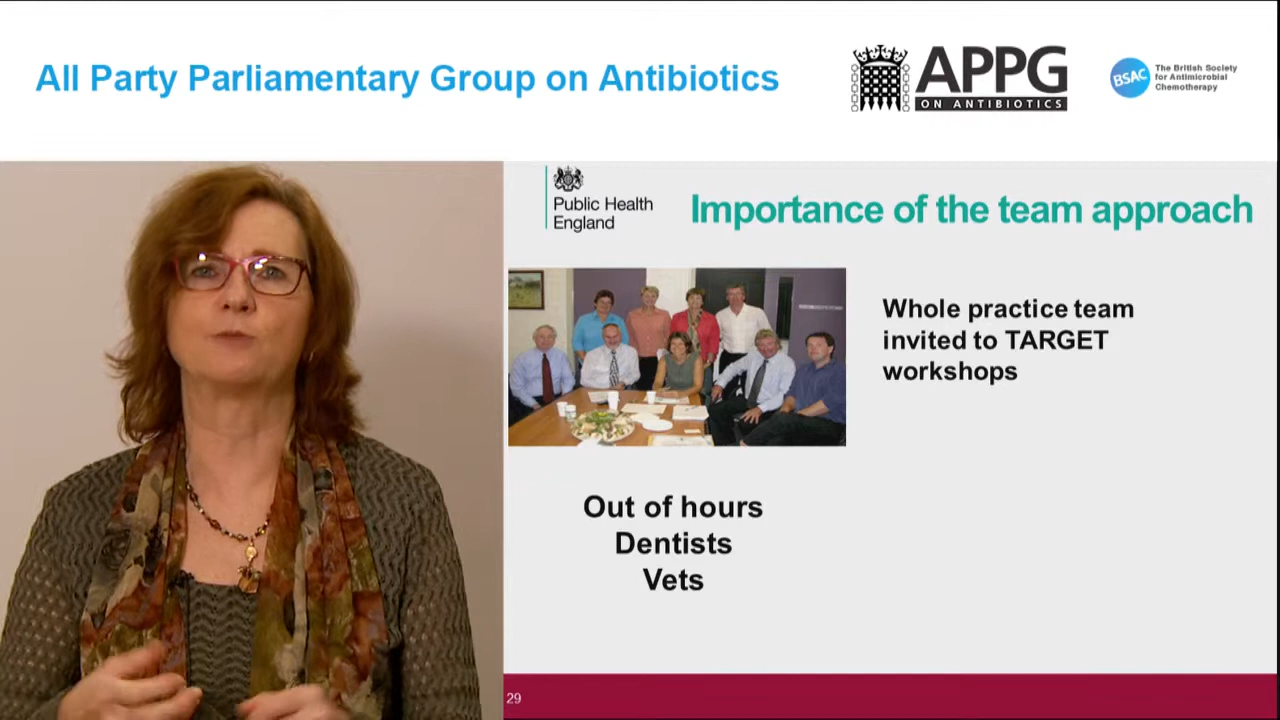 All Party Parliamentary Group on Antibiotics
APPG
ON ANTIBIOTICS
BSAC
The British Society
for Antimicrobial
Chemotherapy
Public Health
England
Importance of the team approach
Whole practice team
invited to TARGET
workshops
Out of hours
Dentists
Vets
29